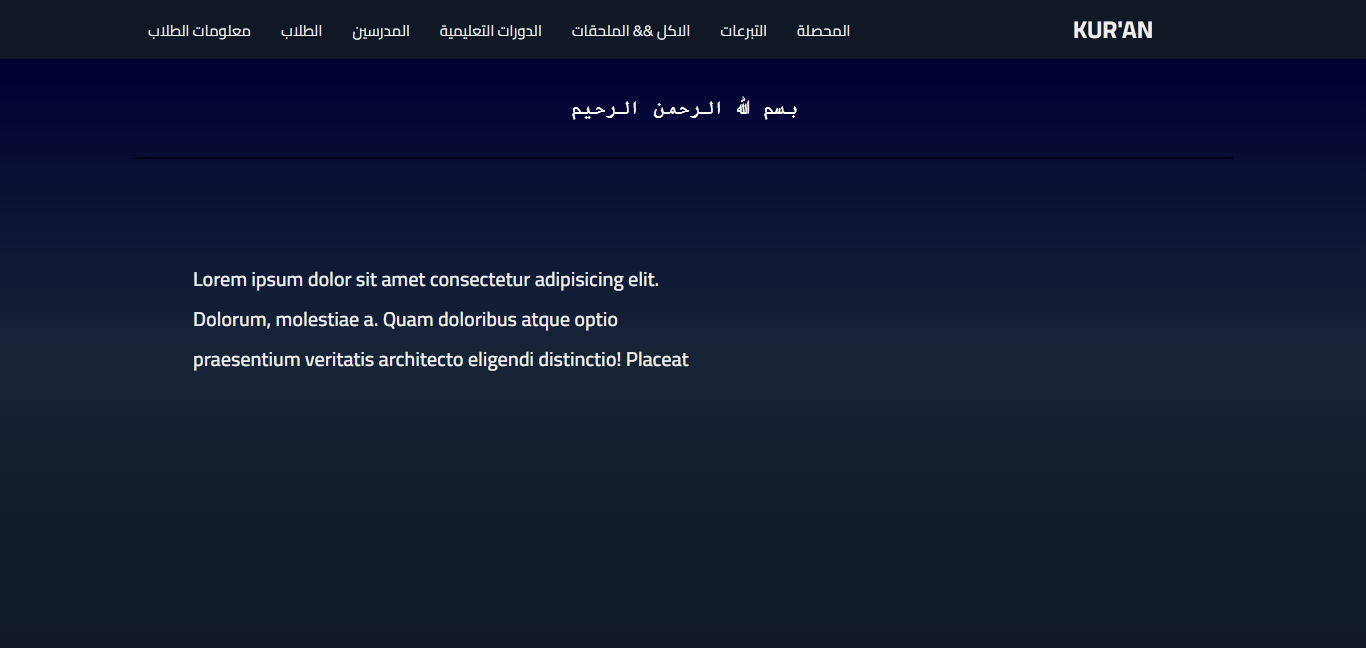 KUR'AN
المحصلة
التبرعات
الاكل && الملحقات
الدورات التعليمية
المدرسين
الطلاب
معلومات الطلاب
بسم الله الرحمن الرحيم
Lorem ipsum dolor sit amet consectetur adipisicing elit.
Dolorum, molestiae a. Quam doloribus atque optio
praesentium veritatis architecto eligendi distinctio! Placeat